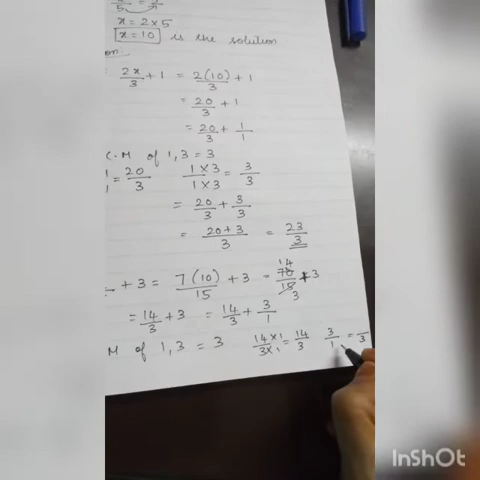 x/5 = 
x = 2 × 5
x = 10 is the solution
2x/3 + 1 = 2(10)/3 + 1
= 20/3 + 1
= 20/3 + 1/1
C.M of 1, 3 = 3
= 20/3 1×3/1×3 = 3/3
= 20/3 + 3/3
= 20+3/3 = 23/3
+ 3 = 7(10)/15 + 3 = 14 70/15 3 + 3
= 14/3 + 3 = 14/3 + 3/1
M of 1, 3 = 3 14×1/3×1 = 14/3 3/1 = /3
InShOt